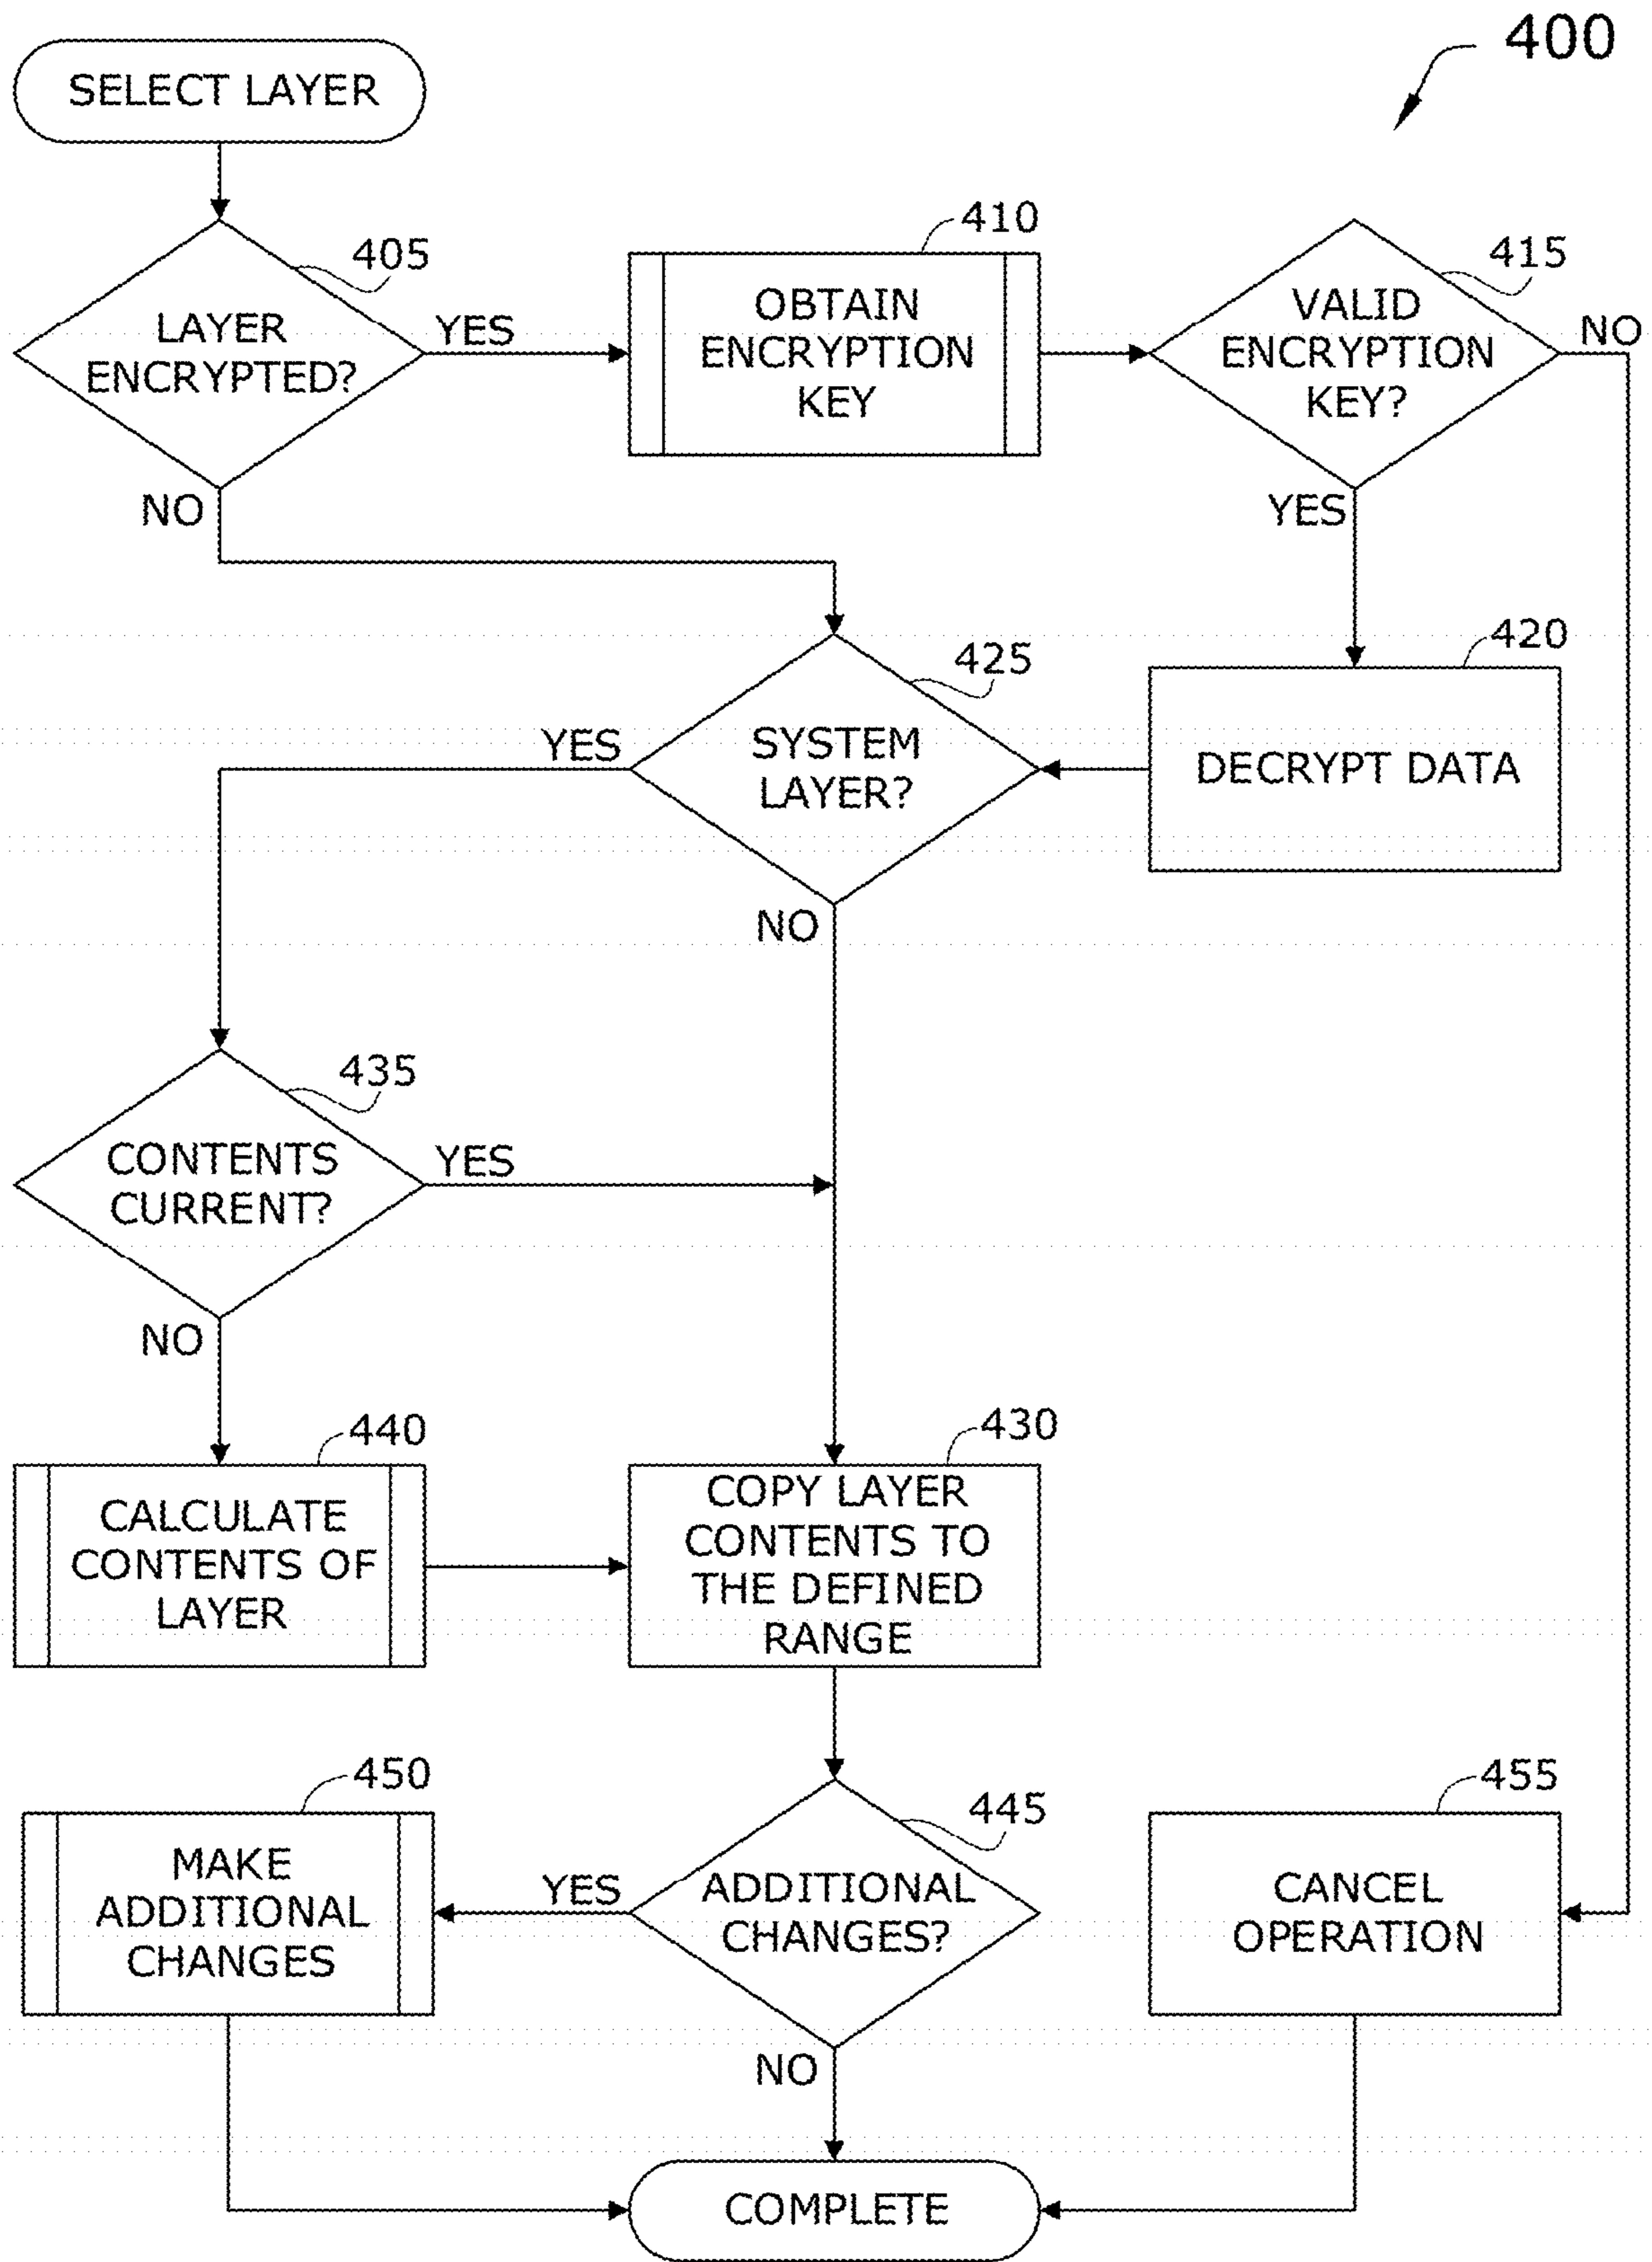 400
SELECT LAYER
405
LAYER
ENCRYPTED?
YES
NO
410
OBTAIN
ENCRYPTION
KEY
415
VALID
ENCRYPTION
KEY?
NO
YES
420
DECRYPT DATA
425
SYSTEM
LAYER?
YES
NO
435
CONTENTS
CURRENT?
YES
NO
440
CALCULATE
CONTENTS OF
LAYER
430
COPY LAYER
CONTENTS TO
THE DEFINED
RANGE
450
MAKE
ADDITIONAL
CHANGES
YES
445
ADDITIONAL
CHANGES?
NO
455
CANCEL
OPERATION
COMPLETE